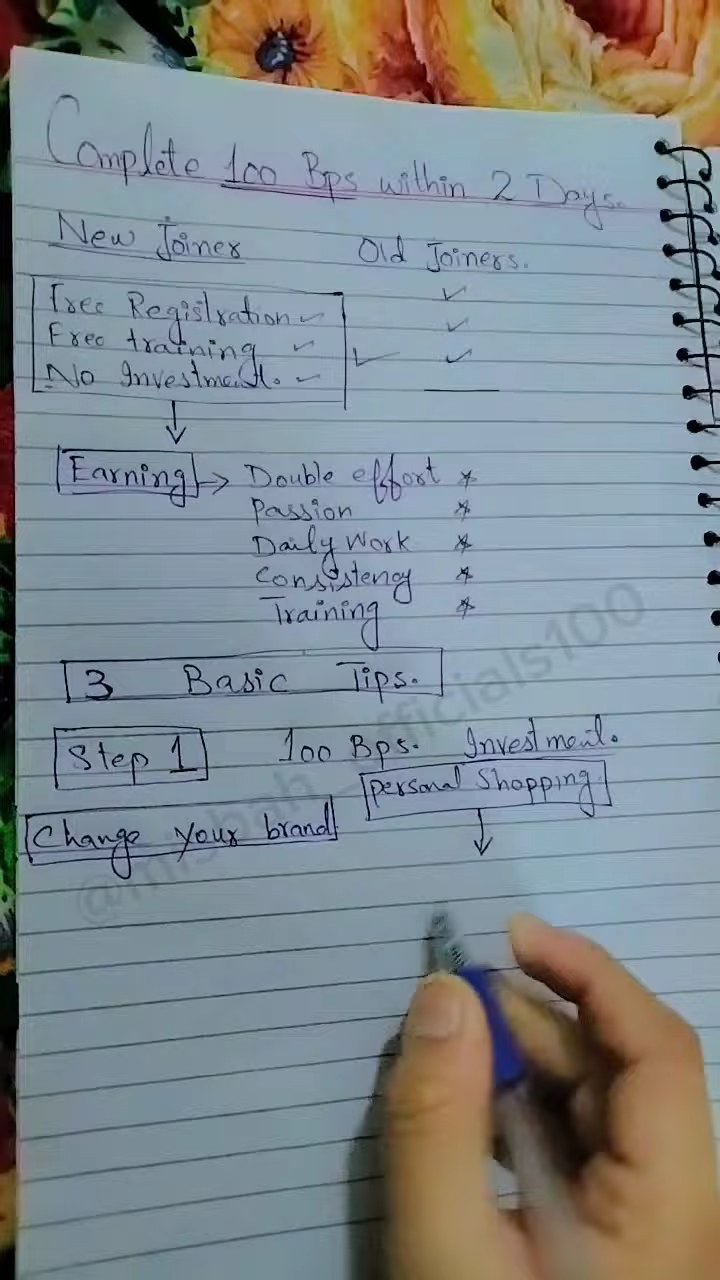 Complete 100 Bps within 2 Days.
New Joiner Old Joiners.
Free Registration
Free training
No Investment.
Earning → Double effort *
Passion *
Daily Work *
Consistency *
Training *
3 Basic Tips.
Step 1 100 Bps. Investment.
personal Shopping
Change your brand
@misbah_officials100